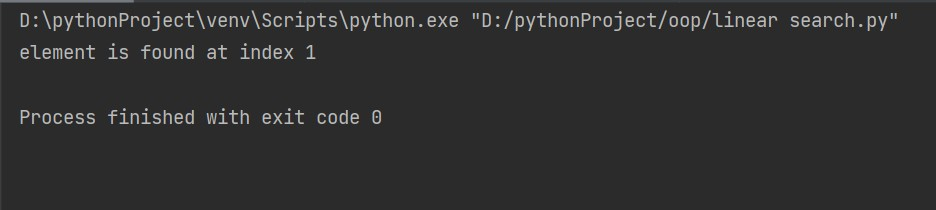 D:\pythonProject\venv\Scripts\python.exe "D:/pythonProject/oop/linear search.py"
element is found at index 1
Process finished with exit code 0